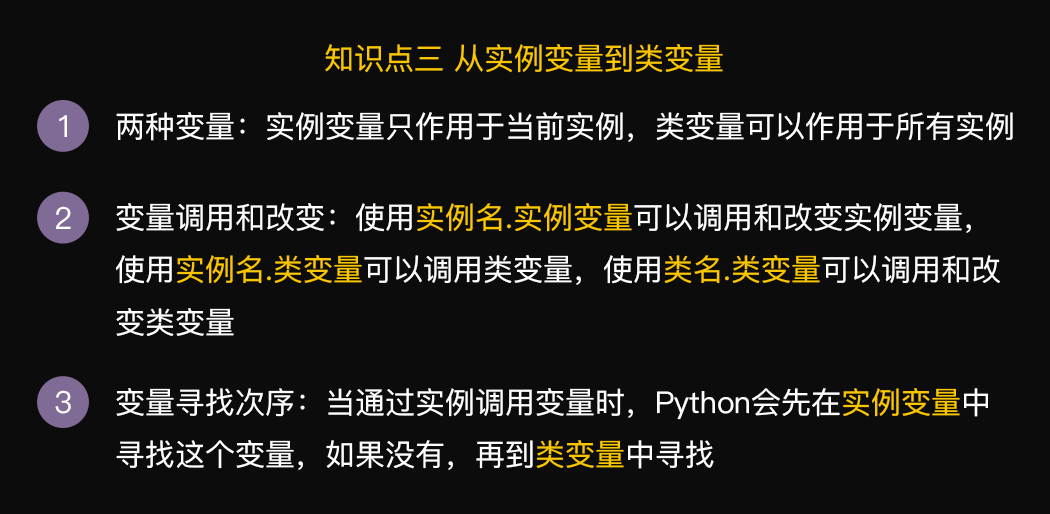 知识点三 从实例变量到类变量
1 两种变量：实例变量只作用于当前实例，类变量可以作用于所有实例
2 变量调用和改变：使用实例名.实例变量可以调用和改变实例变量，
使用实例名.类变量可以调用类变量，使用类名.类变量可以调用和改
变类变量
3 变量寻找次序：当通过实例调用变量时，Python会先在实例变量中
寻找这个变量，如果没有，再到类变量中寻找